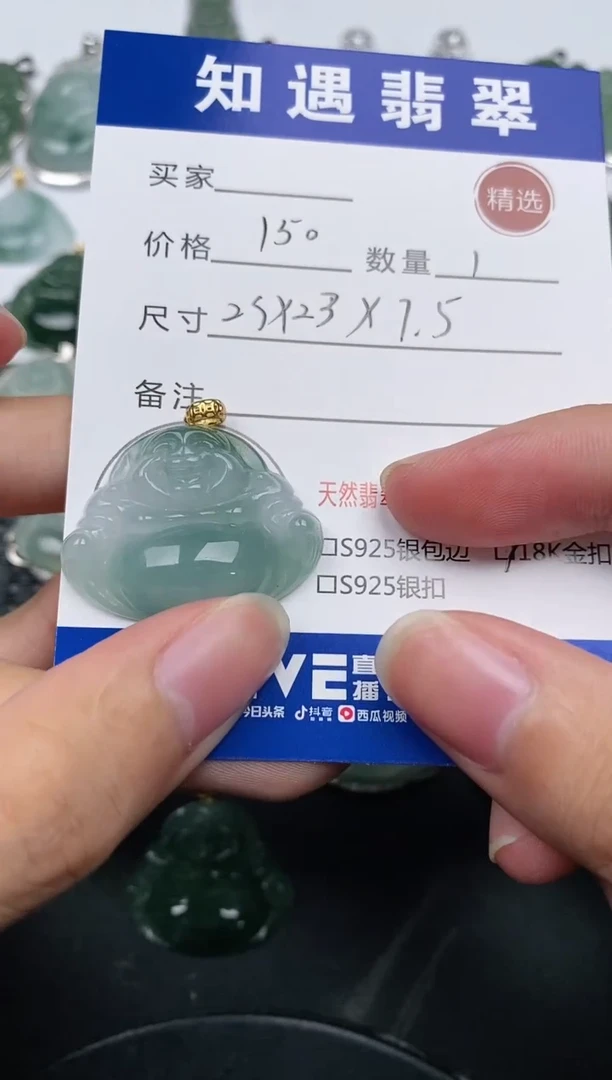 知遇翡翠
买家
精选
价格 150 数量 1
尺寸 25X23X7.5
备注
天然翡
□S925银包边 □18K金扣
□S925银扣
VE 直播
今日头条 抖音 西瓜视频